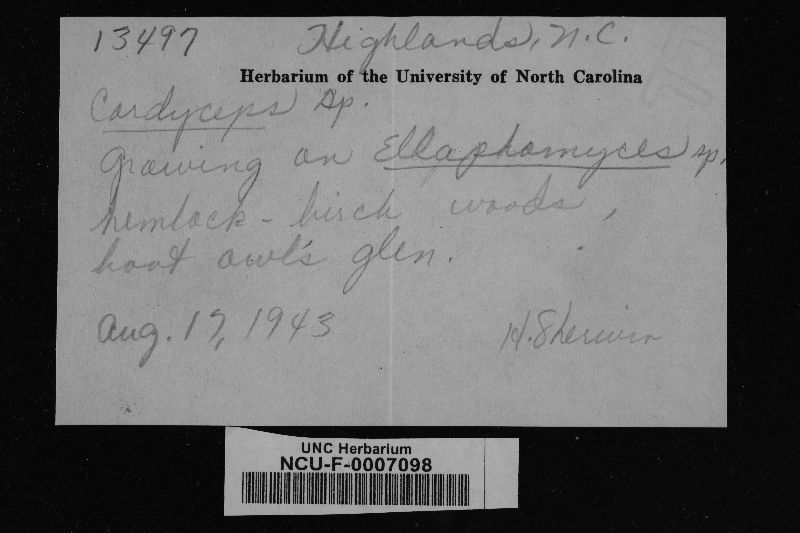 13497 Highlands, N.C.
Herbarium of the University of North Carolina
Cordyceps sp.
growing on Ellaphomyces sp,
hemlock - birch woods,
hoot owl's glen.
Aug. 17, 1943 H. Sherwin
UNC Herbarium
NCU-F-0007098